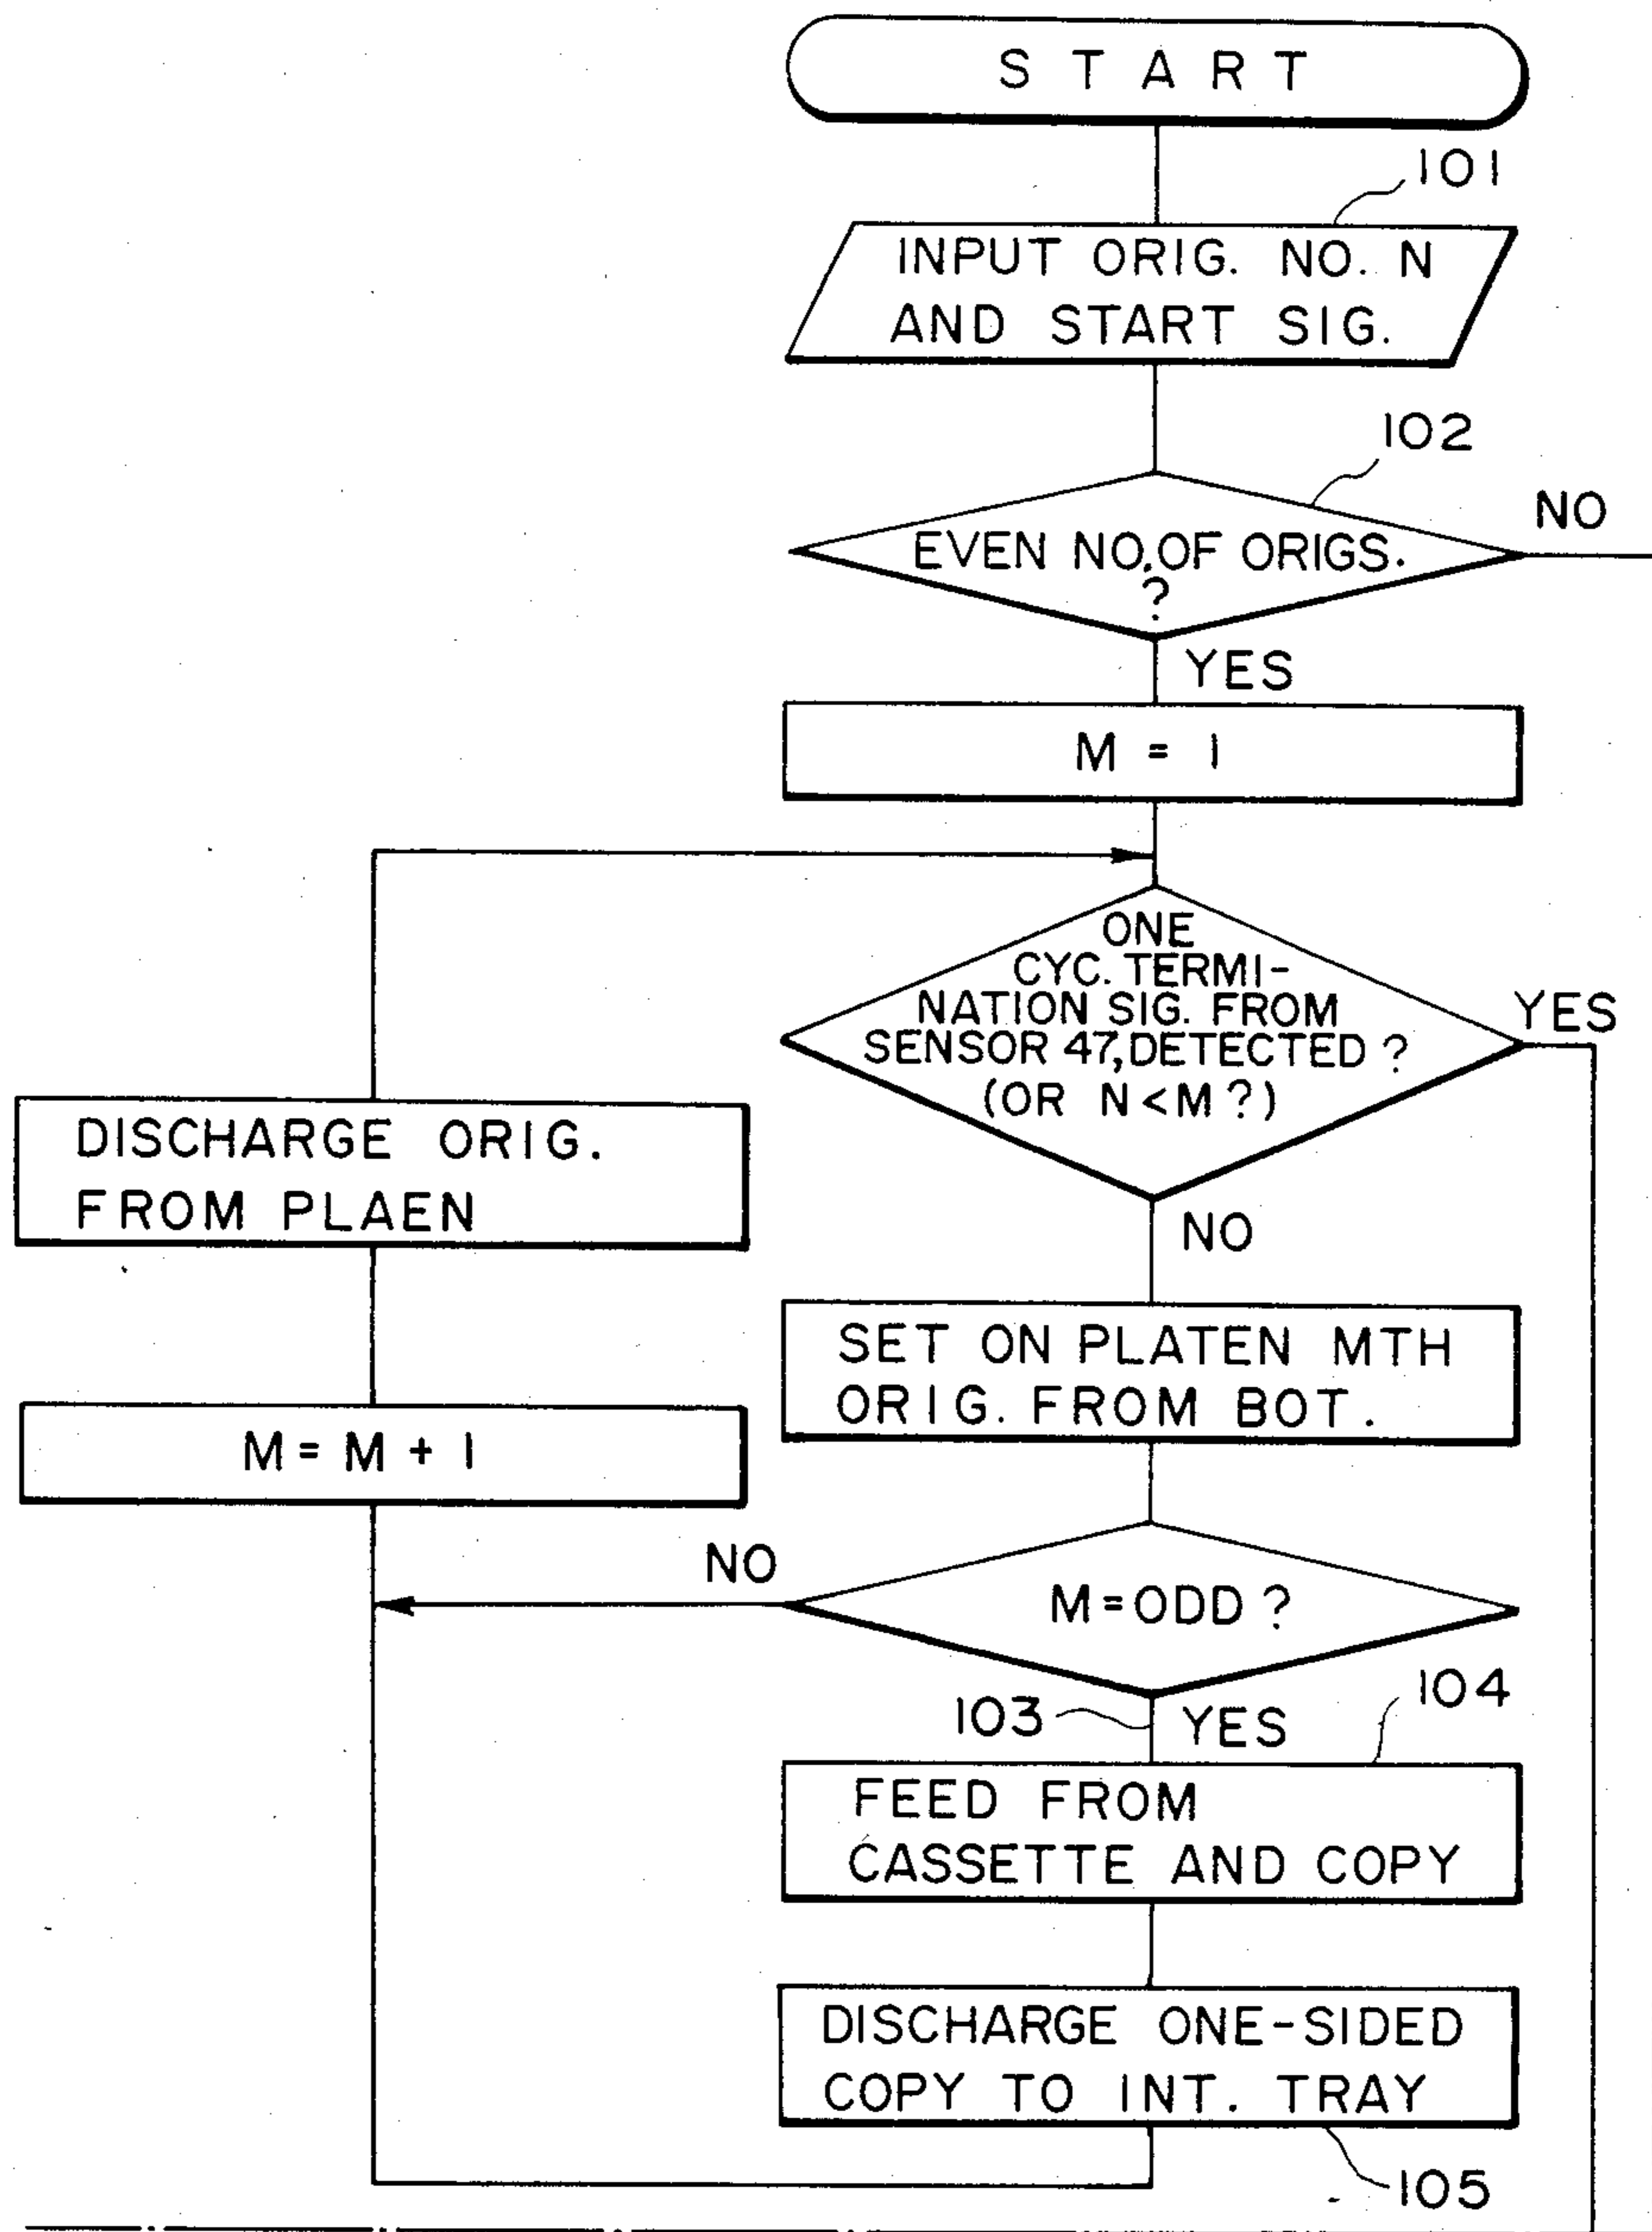 START
101
INPUT ORIG. NO. N
AND START SIG.
102
EVEN NO. OF ORIGS.
?
NO
YES
M = 1
ONE
CYC. TERMI-
NATION SIG. FROM
SENSOR 47, DETECTED ?
(OR N<M?)
YES
NO
DISCHARGE ORIG.
FROM PLAEN
SET ON PLATEN MTH
ORIG. FROM BOT.
M = M + 1
NO
M = ODD ?
103
YES
104
FEED FROM
CASSETTE AND COPY
DISCHARGE ONE-SIDED
COPY TO INT. TRAY
105